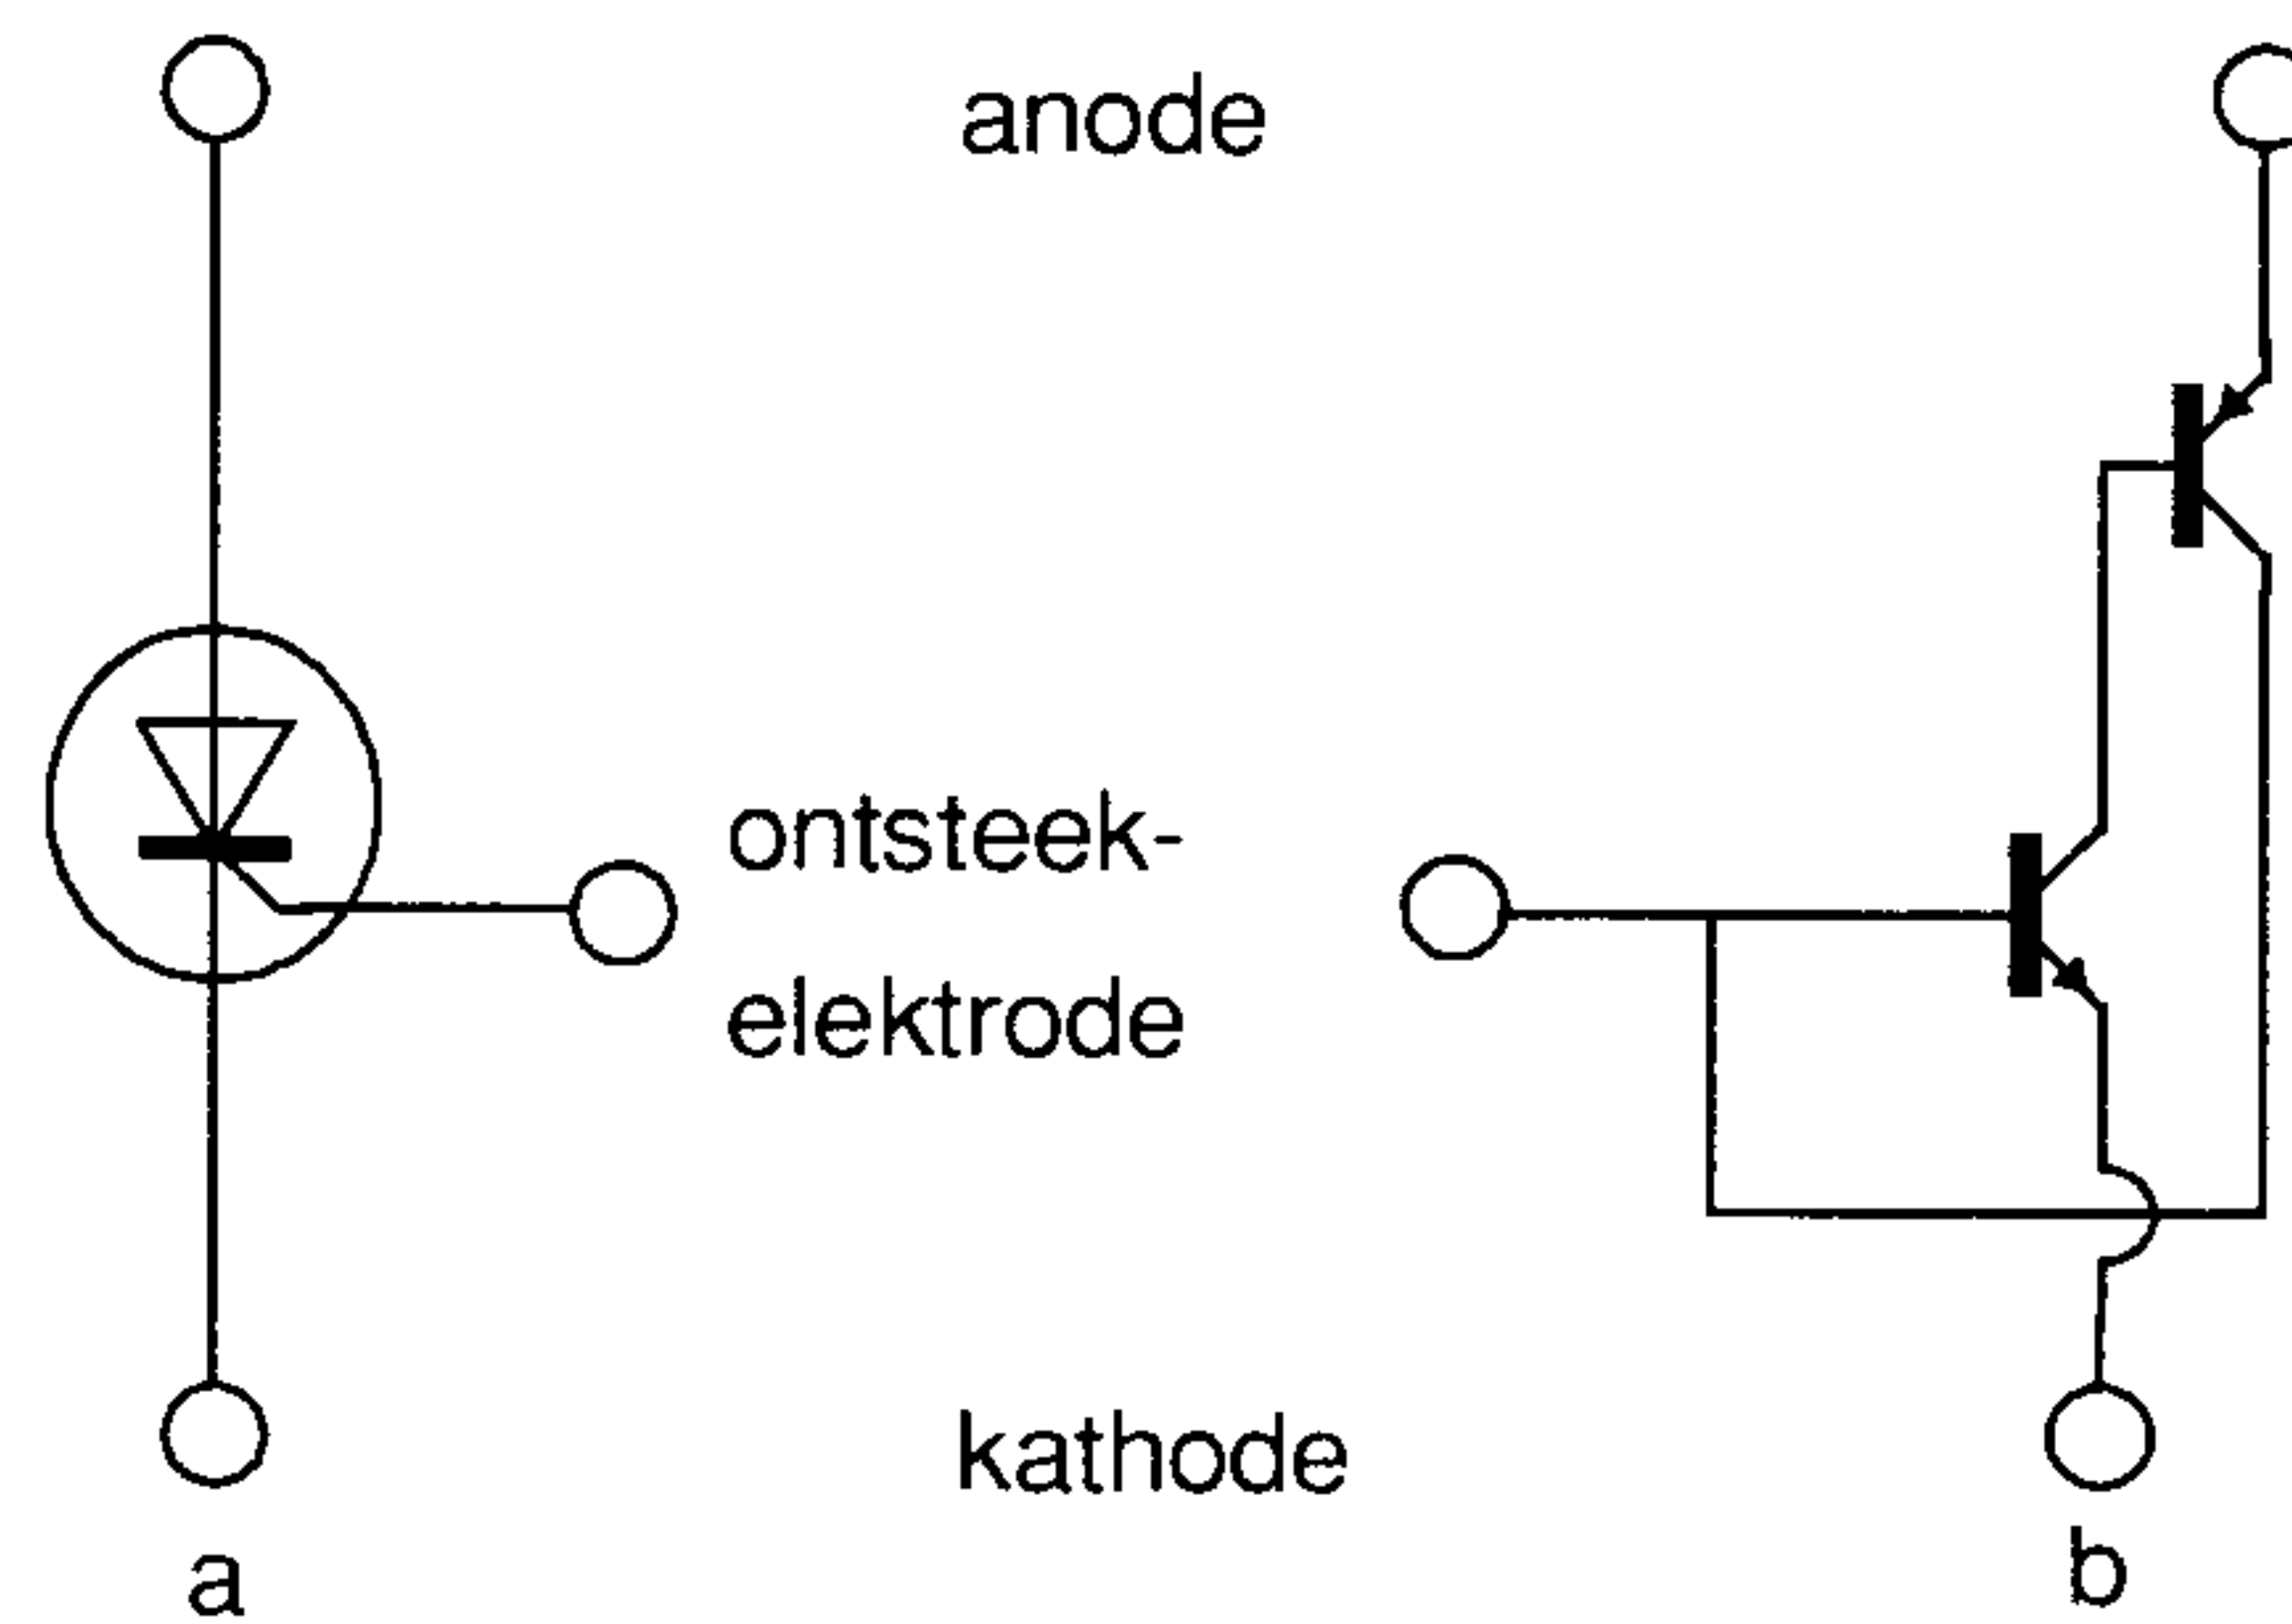 anode
ontsteek-
elektrode
kathode
a
b